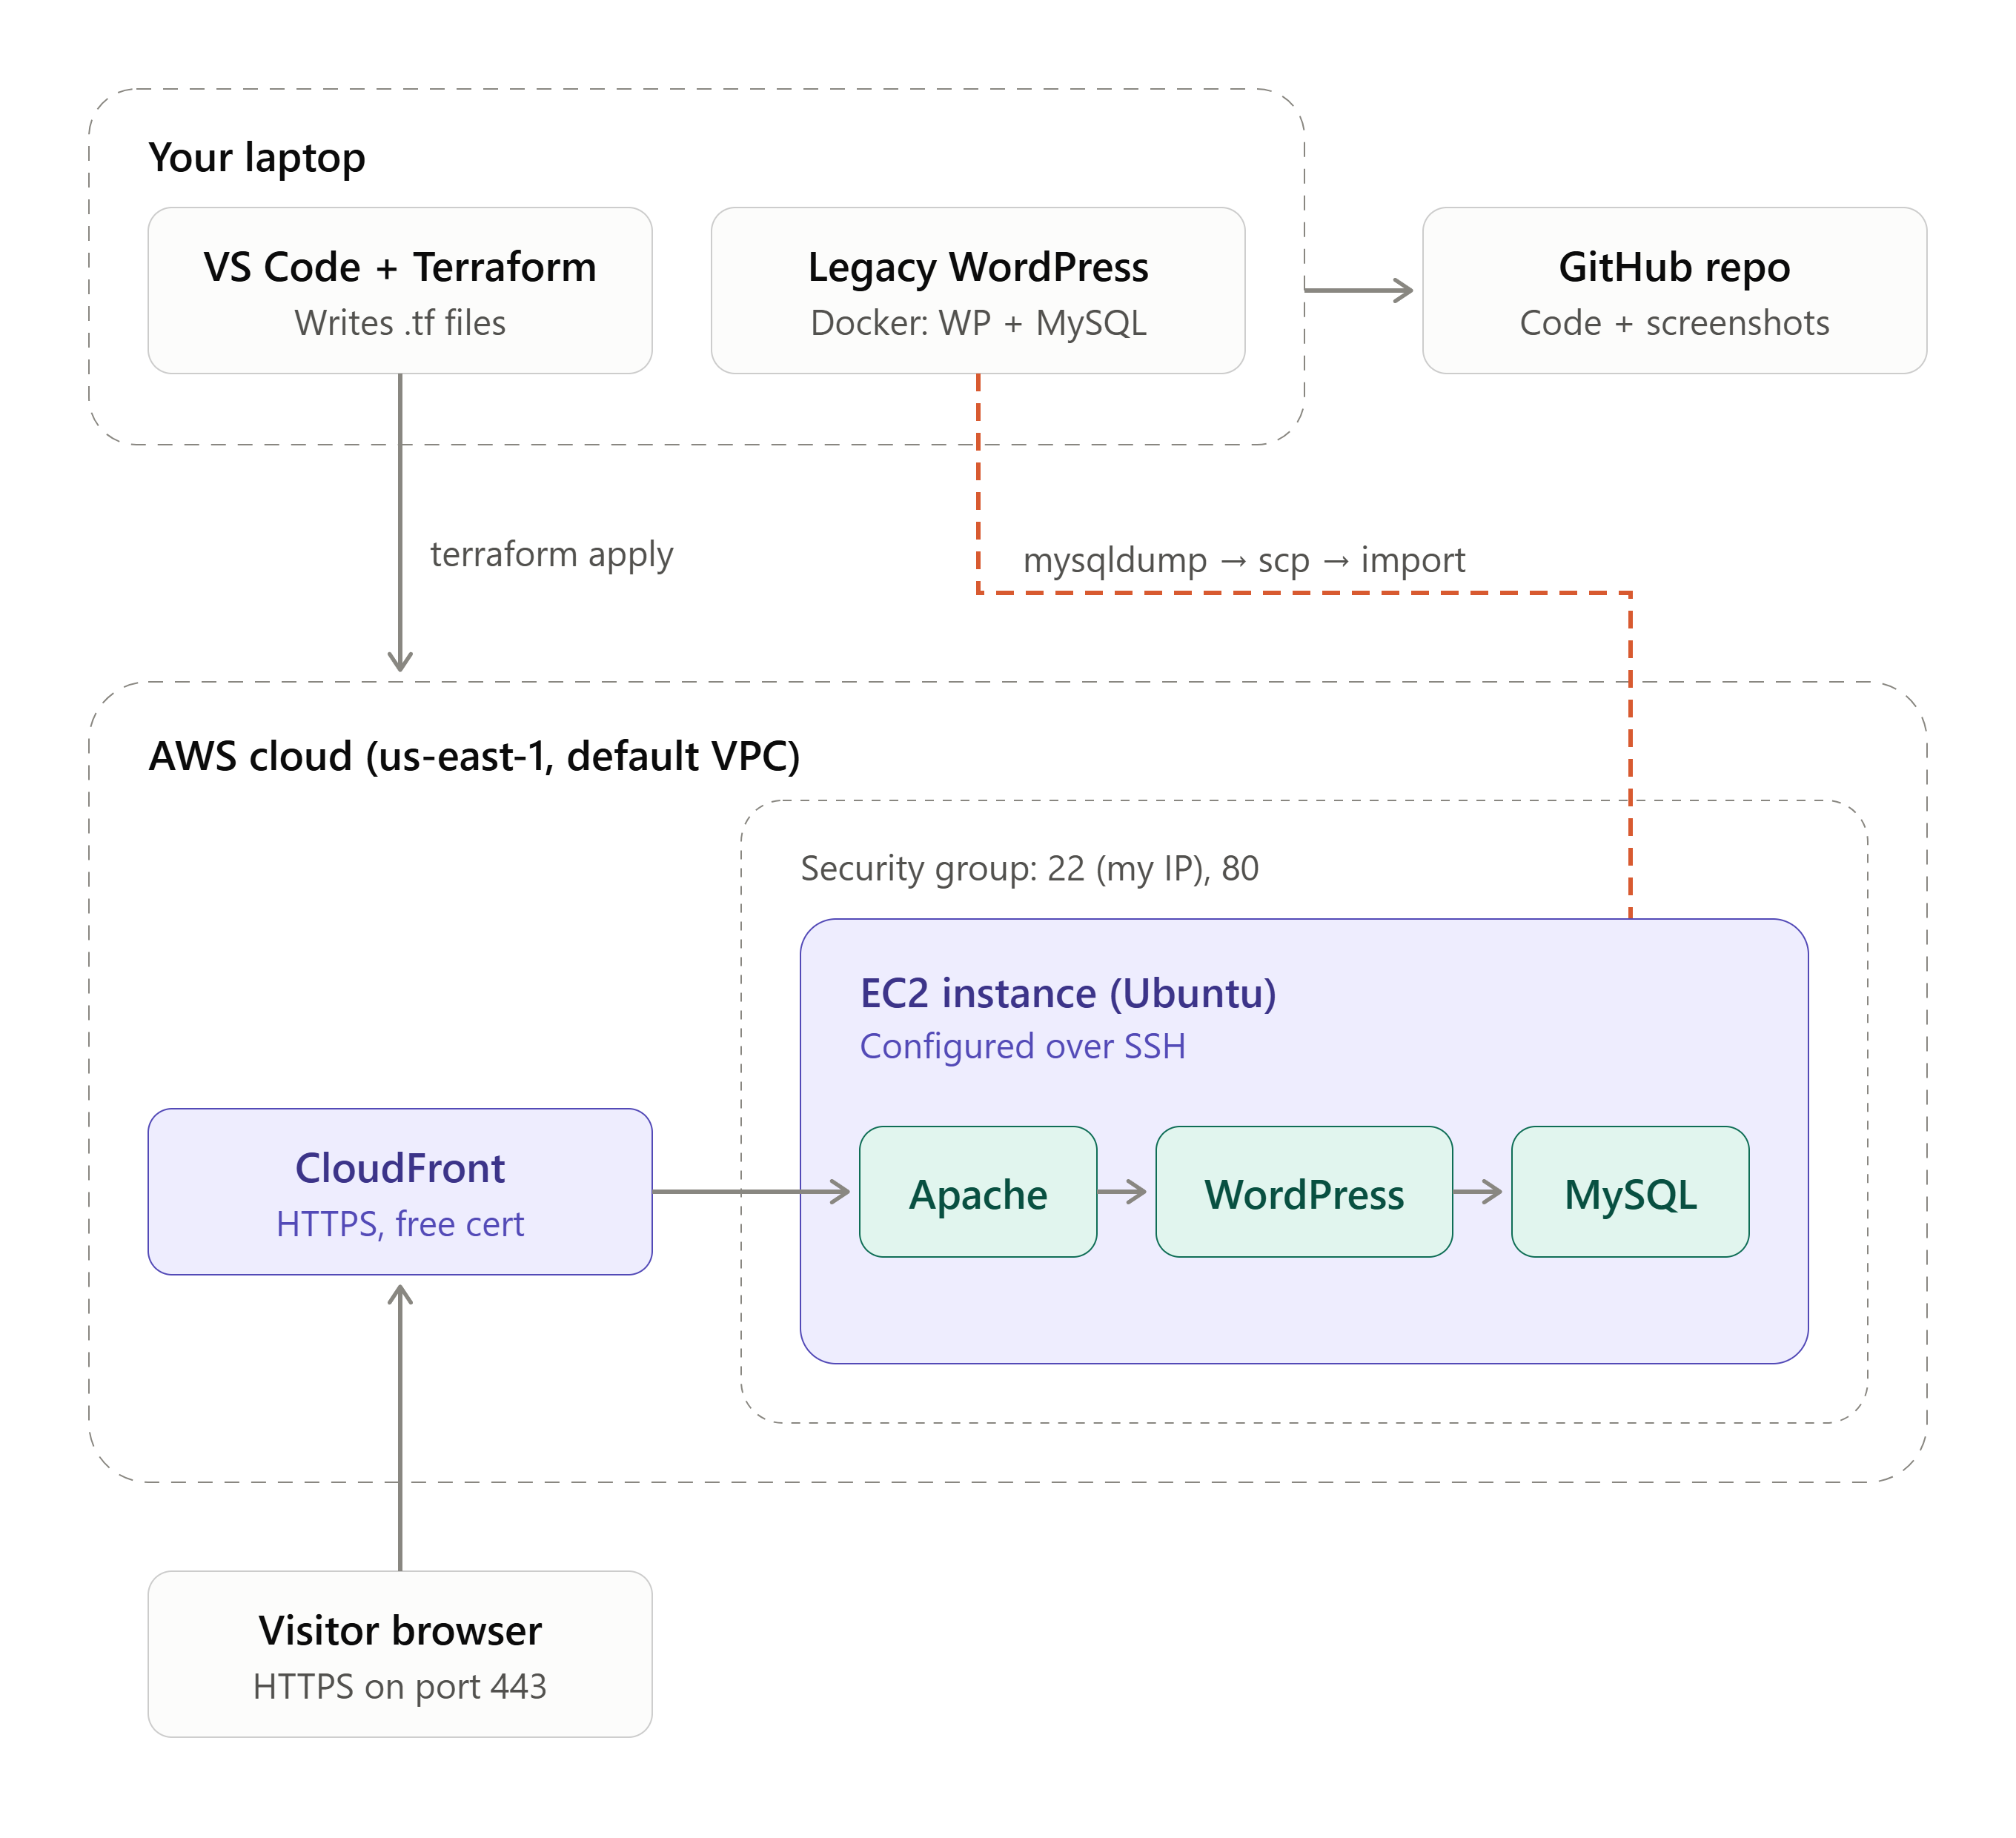 Your laptop
VS Code + Terraform
Writes .tf files
Legacy WordPress
Docker: WP + MySQL
GitHub repo
Code + screenshots
terraform apply
mysqldump → scp → import
AWS cloud (us-east-1, default VPC)
Security group: 22 (my IP), 80
EC2 instance (Ubuntu)
Configured over SSH
CloudFront
HTTPS, free cert
Apache
WordPress
MySQL
Visitor browser
HTTPS on port 443